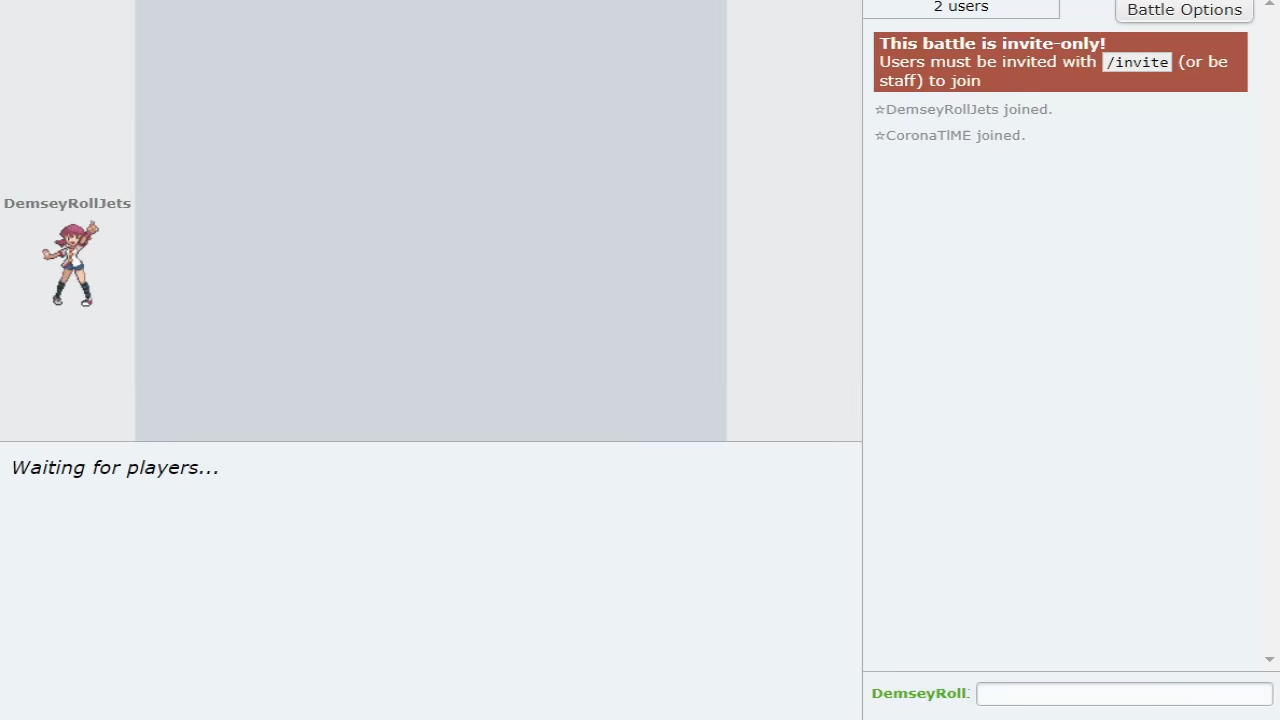 2 users
Battle Options
This battle is invite-only!
Users must be invited with /invite (or be
staff) to join
☆DemseyRollJets joined.
☆CoronaTlME joined.
DemseyRollJets
Waiting for players...
DemseyRoll: